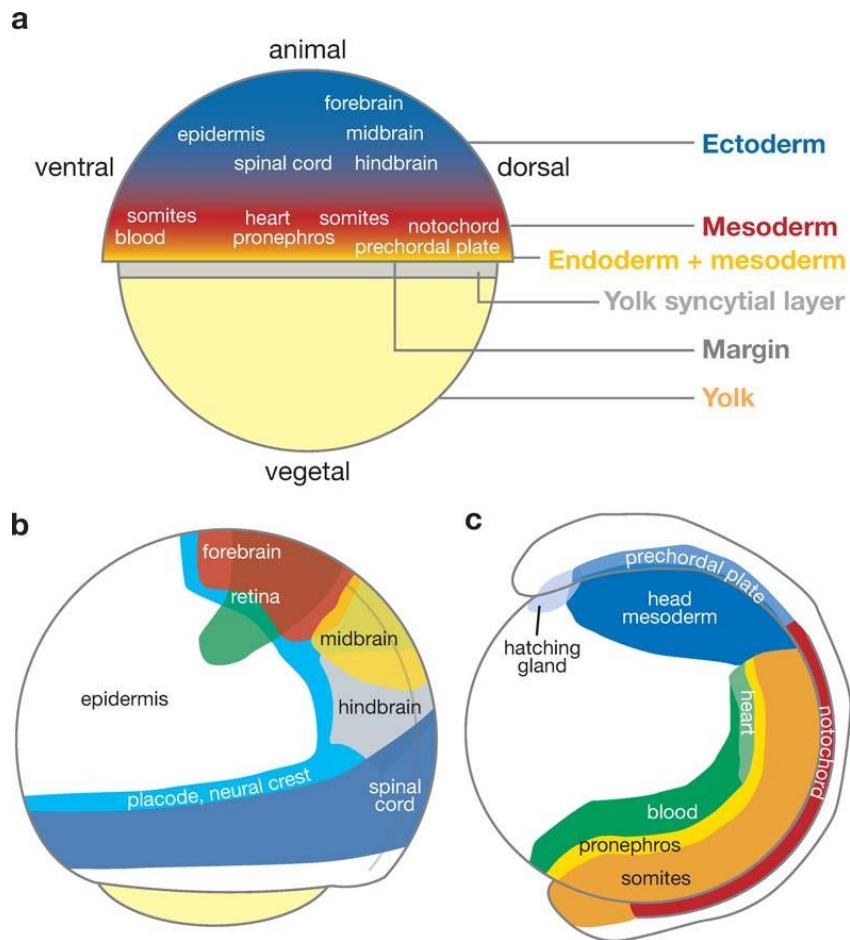 a
animal
forebrain
epidermis
midbrain
Ectoderm
ventral
spinal cord
hindbrain
dorsal
somites
heart
somites
notochord
Mesoderm
blood
pronephros
prechordal plate
Endoderm + mesoderm
Yolk syncytial layer
Margin
Yolk
vegetal
b
forebrain
retina
midbrain
epidermis
hindbrain
placode, neural crest
spinal
cord
c
prechordal plate
head
mesoderm
hatching
gland
heart
notochord
blood
pronephros
somites